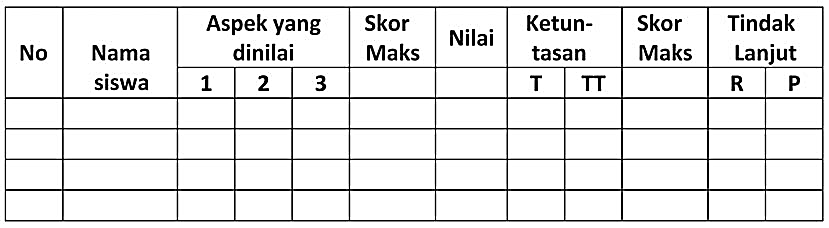 No
Nama
siswa
Aspek yang
dinilai
Skor
Maks
Nilai
Ketun-
tasan
Skor
Maks
Tindak
Lanjut
1 2 3 T TT R P